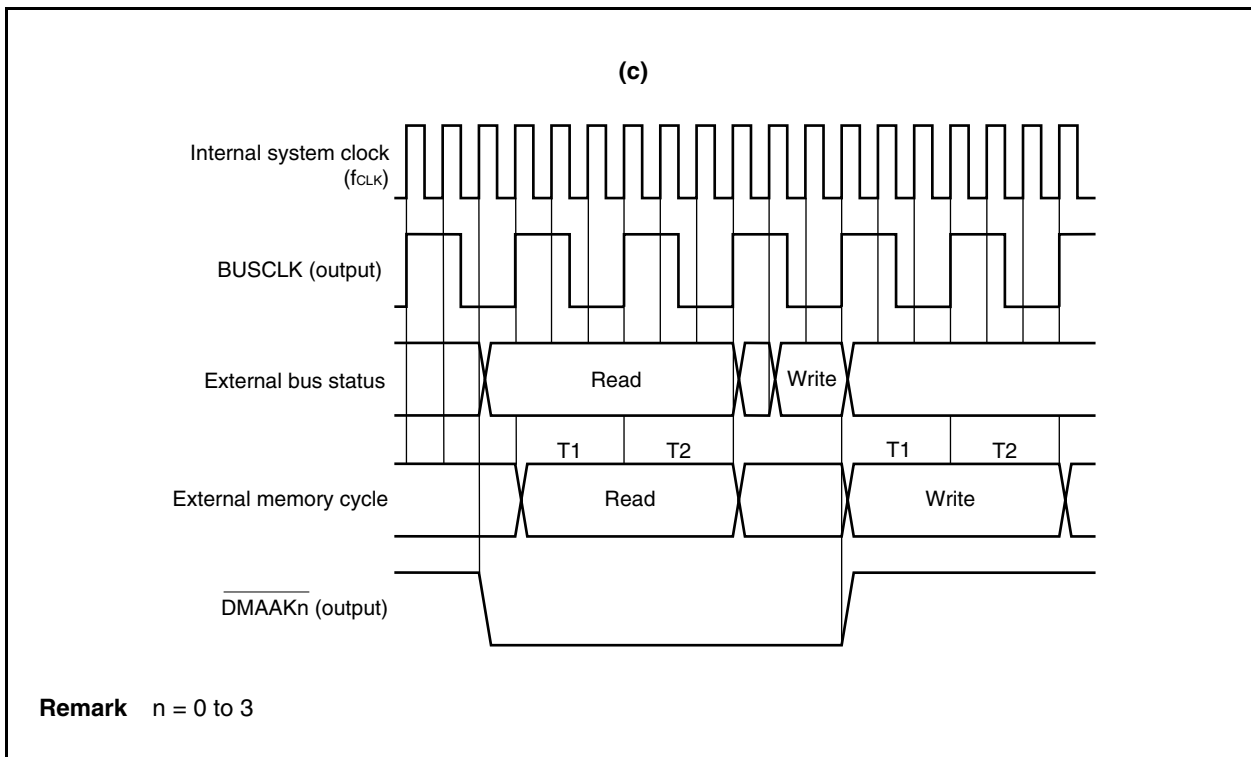 (c)
Internal system clock
(fCLK)
BUSCLK (output)
External bus status
Read
Write
T1
T2
T1
T2
External memory cycle
Read
Write
DMAAKn (output)
Remark n = 0 to 3